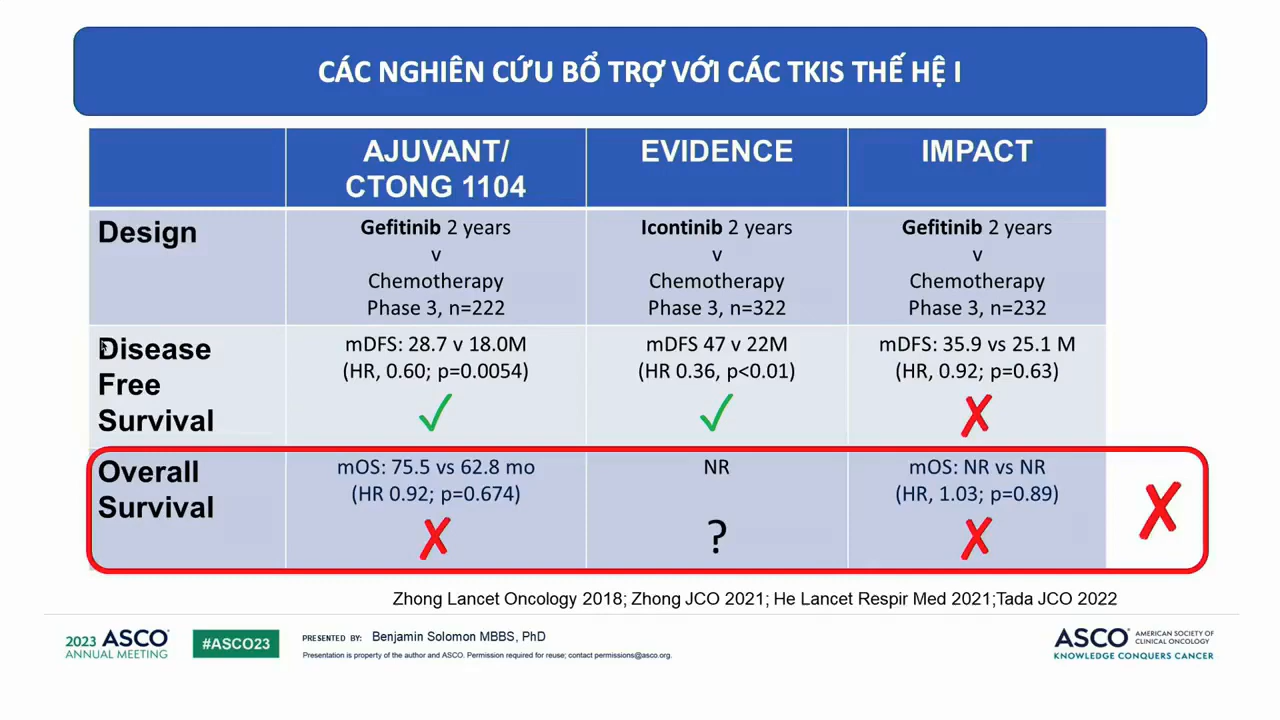 CÁC NGHIÊN CỨU BỔ TRỢ VỚI CÁC TKIS THẾ HỆ I
AJUVANT/
CTONG 1104
EVIDENCE
IMPACT
Design
Gefitinib 2 years
v
Chemotherapy
Phase 3, n=222
Icontinib 2 years
v
Chemotherapy
Phase 3, n=322
Gefitinib 2 years
v
Chemotherapy
Phase 3, n=232
Disease
Free
Survival
mDFS: 28.7 v 18.0M
(HR, 0.60; p=0.0054)
✓
mDFS 47 v 22M
(HR 0.36, p<0.01)
✓
mDFS: 35.9 vs 25.1 M
(HR, 0.92; p=0.63)
✗
Overall
Survival
mOS: 75.5 vs 62.8 mo
(HR 0.92; p=0.674)
✗
NR
?
mOS: NR vs NR
(HR, 1.03; p=0.89)
✗
✗
Zhong Lancet Oncology 2018; Zhong JCO 2021; He Lancet Respir Med 2021;Tada JCO 2022
2023 ASCO®
ANNUAL MEETING
#ASCO23
PRESENTED BY: Benjamin Solomon MBBS, PhD
Presentation is property of the author and ASCO. Permission required for reuse; contact permissions@asco.org.
ASCO® AMERICAN SOCIETY OF
CLINICAL ONCOLOGY
KNOWLEDGE CONQUERS CANCER